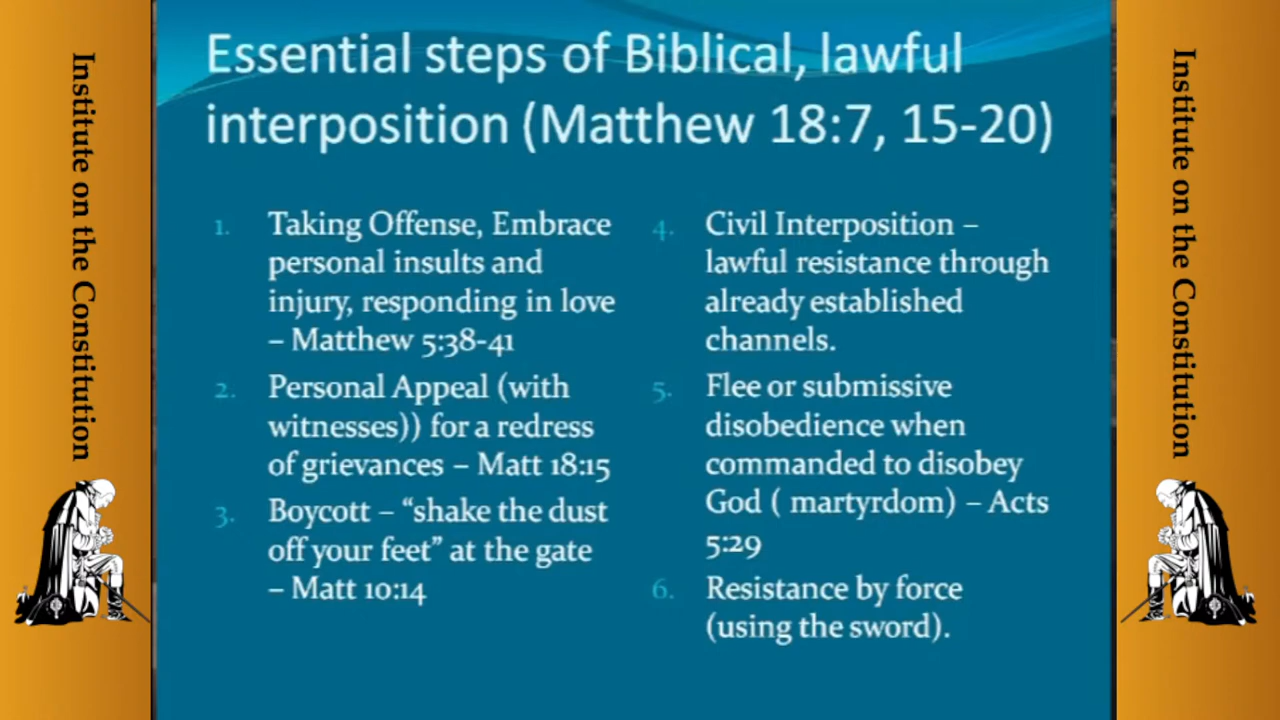 Institute on the Constitution
Essential steps of Biblical, lawful
interposition (Matthew 18:7, 15-20)
1. Taking Offense, Embrace
personal insults and
injury, responding in love
– Matthew 5:38-41
2. Personal Appeal (with
witnesses)) for a redress
of grievances – Matt 18:15
3. Boycott – “shake the dust
off your feet” at the gate
– Matt 10:14
4. Civil Interposition –
lawful resistance through
already established
channels.
5. Flee or submissive
disobedience when
commanded to disobey
God ( martyrdom) – Acts
5:29
6. Resistance by force
(using the sword).
Institute on the Constitution